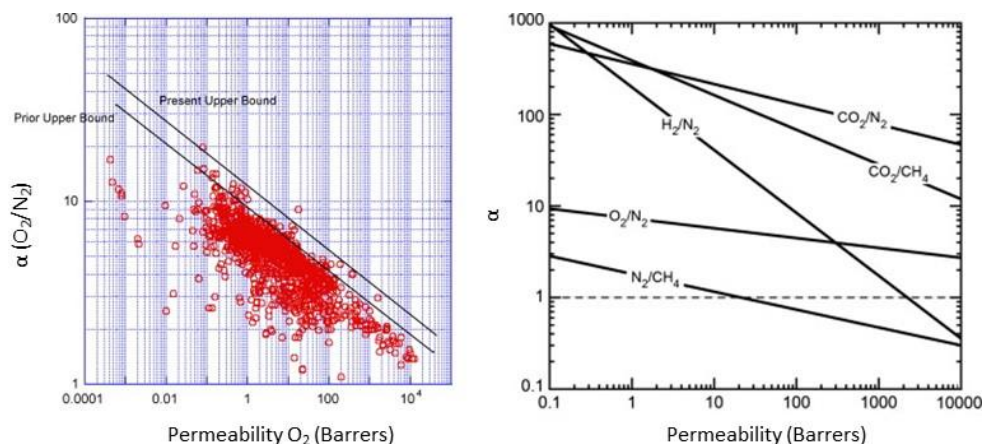 100
10
1
α (O₂/N₂)
Present Upper Bound
Prior Upper Bound
0.0001 0.01 1 100 10⁴
Permeability O₂ (Barrers)
1000
100
10
1
0.1
α
CO₂/N₂
H₂/N₂
CO₂/CH₄
O₂/N₂
N₂/CH₄
0.1 1 10 100 1000 10000
Permeability (Barrers)